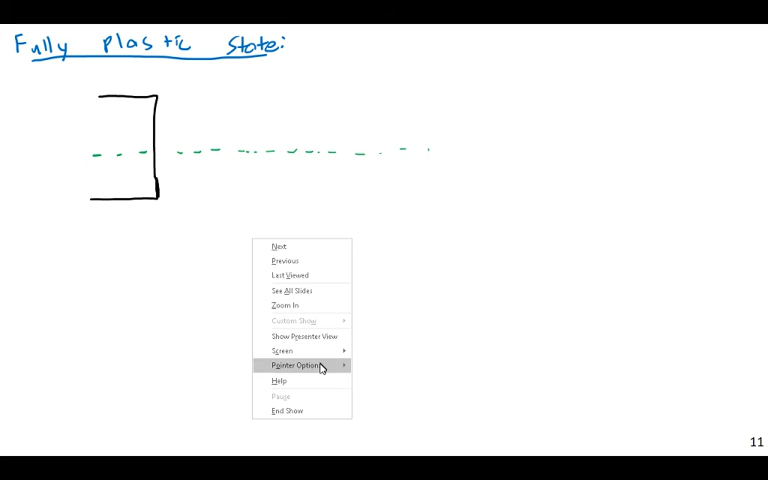 Fully plastic state:
Next
Previous
Last Viewed
See All Slides
Zoom In
Custom Show
Show Presenter View
Screen
Pointer Options
Help
Pause
End Show
11